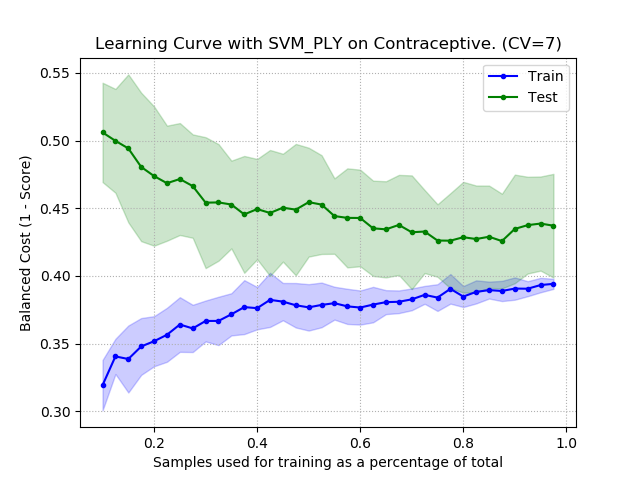 Learning Curve with SVM_PLY on Contraceptive. (CV=7)
Train
Test
Balanced Cost (1 - Score)
0.55
0.50
0.45
0.40
0.35
0.30
0.2 0.4 0.6 0.8 1.0
Samples used for training as a percentage of total